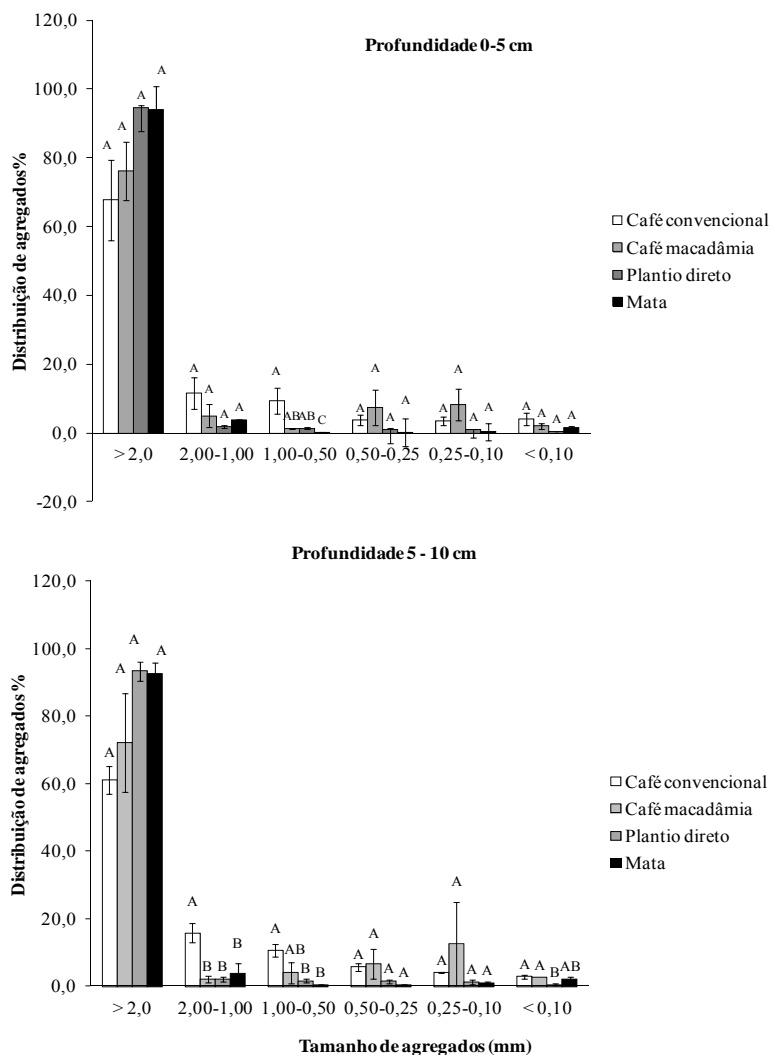 Profundidade 0-5 cm
Distribuição de agregados%
120,0
100,0
80,0
60,0
40,0
20,0
0,0
-20,0
A A A A
A A A A
A AB AB C
A A A A
A A A A
A A A A
> 2,0 2,00-1,00 1,00-0,50 0,50-0,25 0,25-0,10 < 0,10
Café convencional
Café macadâmia
Plantio direto
Mata
Profundidade 5 - 10 cm
Distribuição de agregados %
120,0
100,0
80,0
60,0
40,0
20,0
0,0
A A A A
A B B B
A AB B B
A A A A
A A A A
A A B AB
> 2,0 2,00-1,00 1,00-0,50 0,50-0,25 0,25-0,10 < 0,10
Café convencional
Café macadâmia
Plantio direto
Mata
Tamanho de agregados (mm)